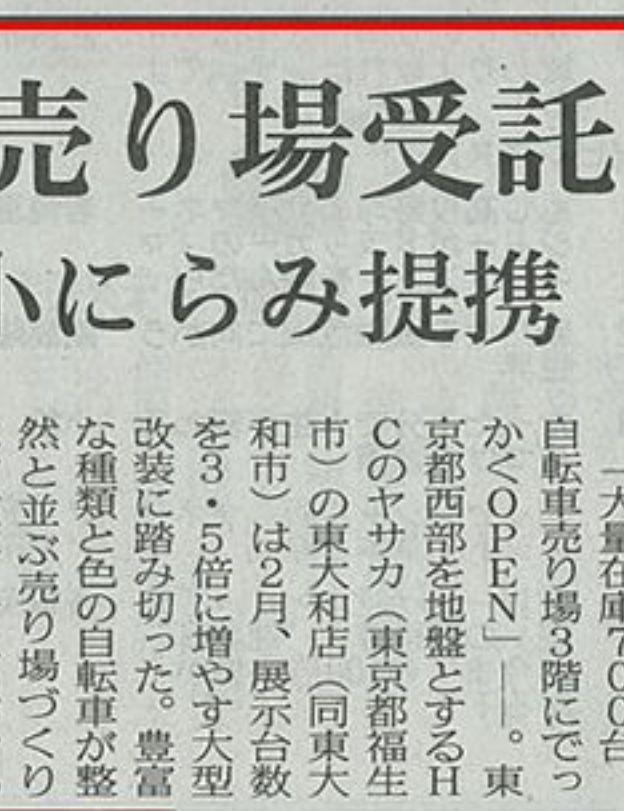 売り場受託
小にらみ提携
「大量在庫700台
自転車売り場3階にでっ
かくOPEN」――。東
京都西部を地盤とするH
Cのヤサカ(東京都福生
市)の東大和店(同東大
和市)は2月、展示台数
を3・5倍に増やす大型
改装に踏み切った。豊富
な種類と色の自転車が整
然と並ぶ売り場づくり